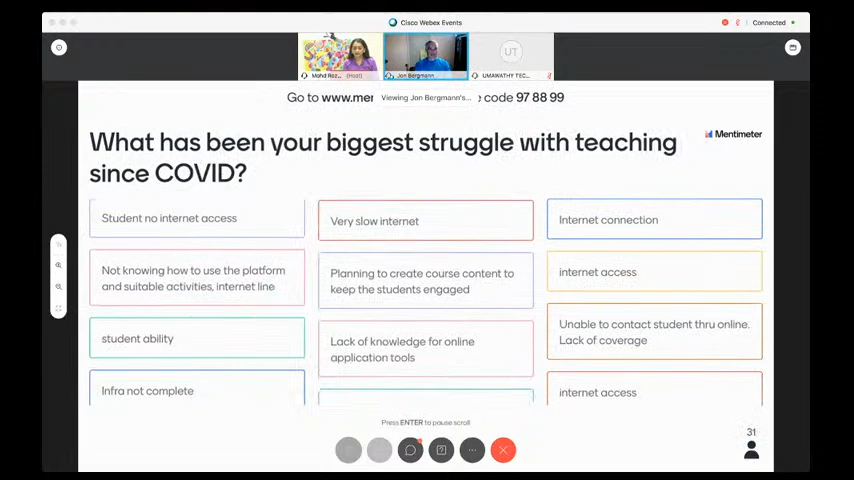 Cisco Webex Events
Connected
UT
Mohd Roz... (Host)
Jon Bergmann
UMAWATHY TEC...
Go to www.mer
Viewing Jon Bergmann's...
code 97 88 99
What has been your biggest struggle with teaching
since COVID?
Mentimeter
Student no internet access
Very slow internet
Internet connection
Not knowing how to use the platform
and suitable activities, internet line
Planning to create course content to
keep the students engaged
internet access
student ability
Lack of knowledge for online
application tools
Unable to contact student thru online.
Lack of coverage
Infra not complete
internet access
Press ENTER to pause scroll
31